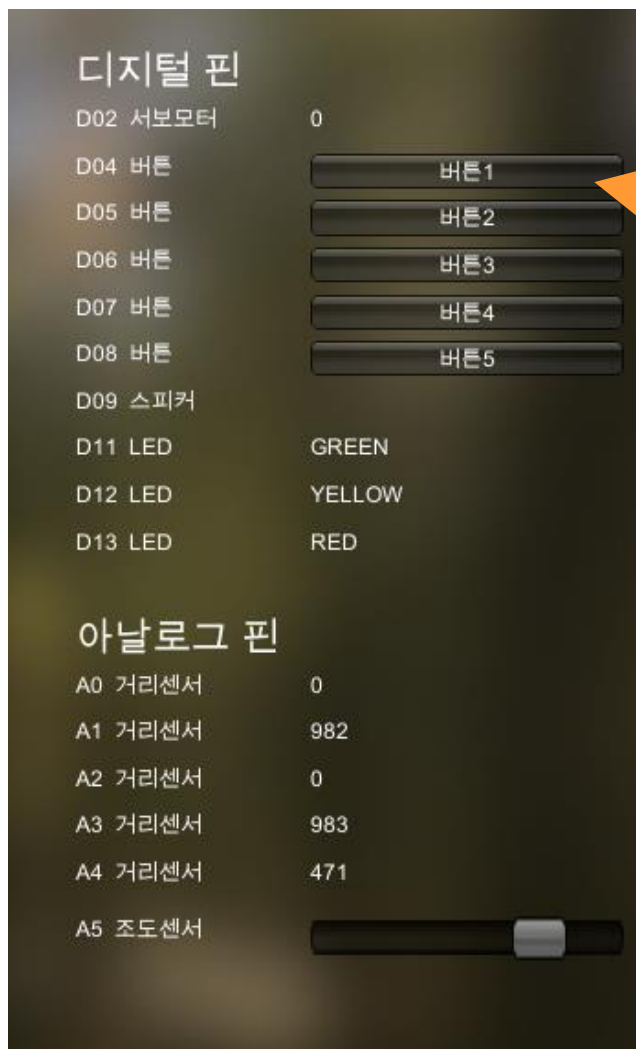 디지털 핀
D02 서보모터 0
D04 버튼 버튼1
D05 버튼 버튼2
D06 버튼 버튼3
D07 버튼 버튼4
D08 버튼 버튼5
D09 스피커
D11 LED GREEN
D12 LED YELLOW
D13 LED RED
아날로그 핀
A0 거리센서 0
A1 거리센서 982
A2 거리센서 0
A3 거리센서 983
A4 거리센서 471
A5 조도센서